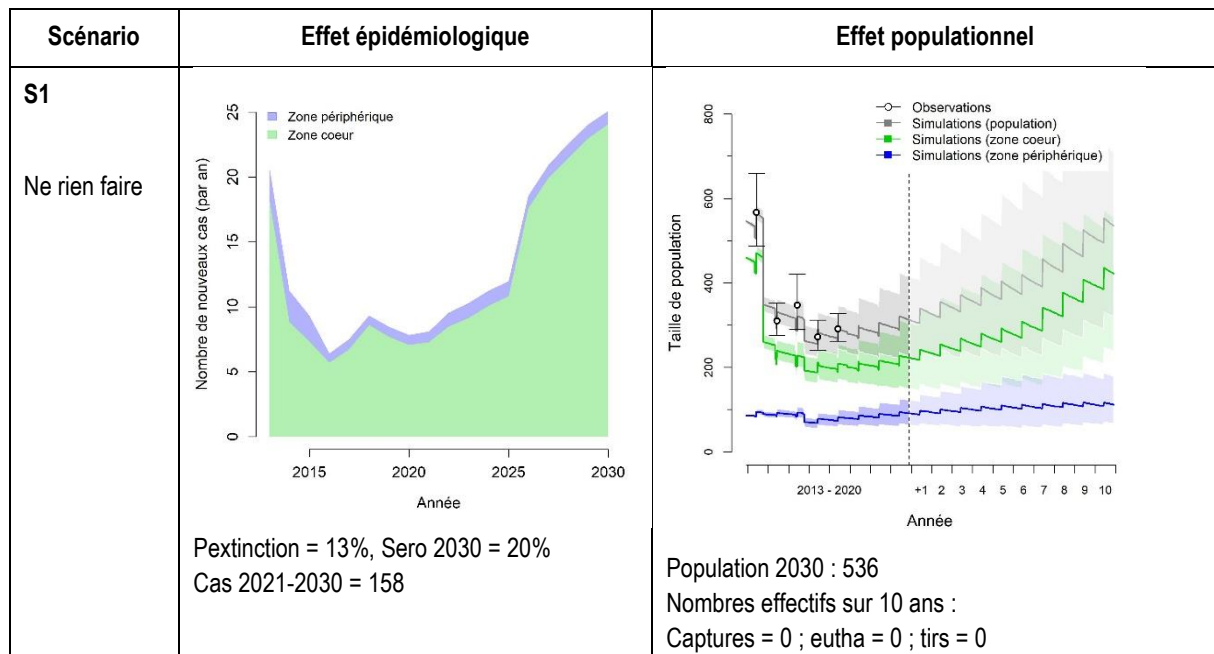 Scénario
Effet épidémiologique
Effet populationnel
S1
Ne rien faire
Zone périphérique
Zone coeur
Nombre de nouveaux cas (par an)
25
20
15
10
5
0
2015
2020
2025
2030
Année
Pextinction = 13%, Sero 2030 = 20%
Cas 2021-2030 = 158
Observations
Simulations (population)
Simulations (zone coeur)
Simulations (zone périphérique)
Taille de population
800
600
400
200
0
2013 - 2020
+1 2 3 4 5 6 7 8 9 10
Année
Population 2030 : 536
Nombres effectifs sur 10 ans :
Captures = 0 ; eutha = 0 ; tirs = 0